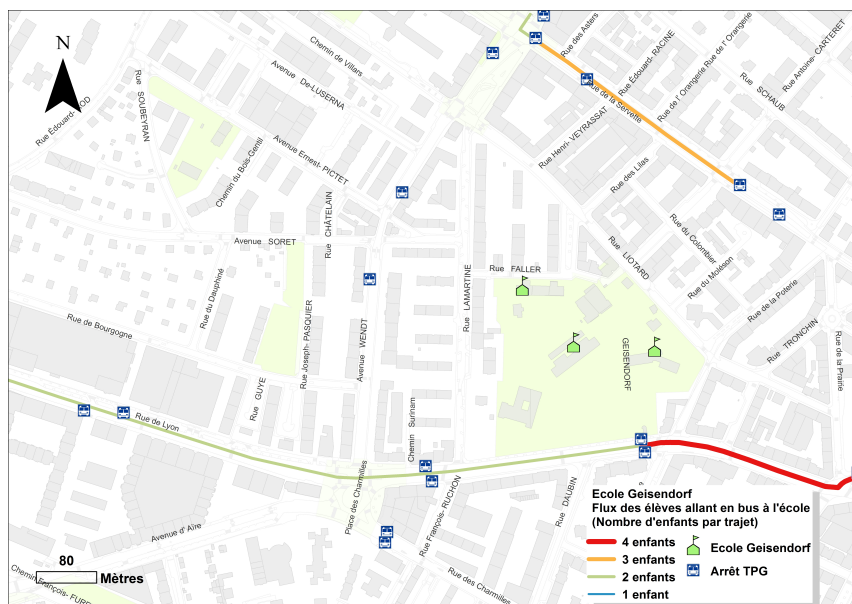 N
Chemin de Villars
Rue des Asters
Rue Édouard- RACINE
Rue de l' Orangerie
Rue de l' Orangerie
Rue Antoine- CARTERET
Rue SCHAUB
Avenue De-LUSERNA
Rue SOUBEYRAN
Rue de la Servette
Rue Henri- VEYRASSAT
Chemin du Bois-Gentil
Avenue Ernest- PICTET
Rue des Lilas
Rue CHÂTELAIN
Avenue SORET
Rue du Colombier
Rue LIOTARD
Rue du Moléson
Rue FALLER
Rue du Dauphiné
Rue de la Poterie
Rue LAMARTINE
Rue de Bourgogne
Rue Joseph- PASQUIER
Avenue WENDT
GEISENDORF
Rue TRONCHIN
Rue de la Prairie
Rue GUYE
Rue de Lyon
Chemin Surinam
Place des Charmilles
Rue François- RUCHON
Rue DAUBIN
Avenue d' Aïre
Rue des Charmilles
Ecole Geisendorf
Flux des élèves allant en bus à l'école
(Nombre d'enfants par trajet)
4 enfants
3 enfants
2 enfants
1 enfant
Ecole Geisendorf
Arrêt TPG
80
Mètres